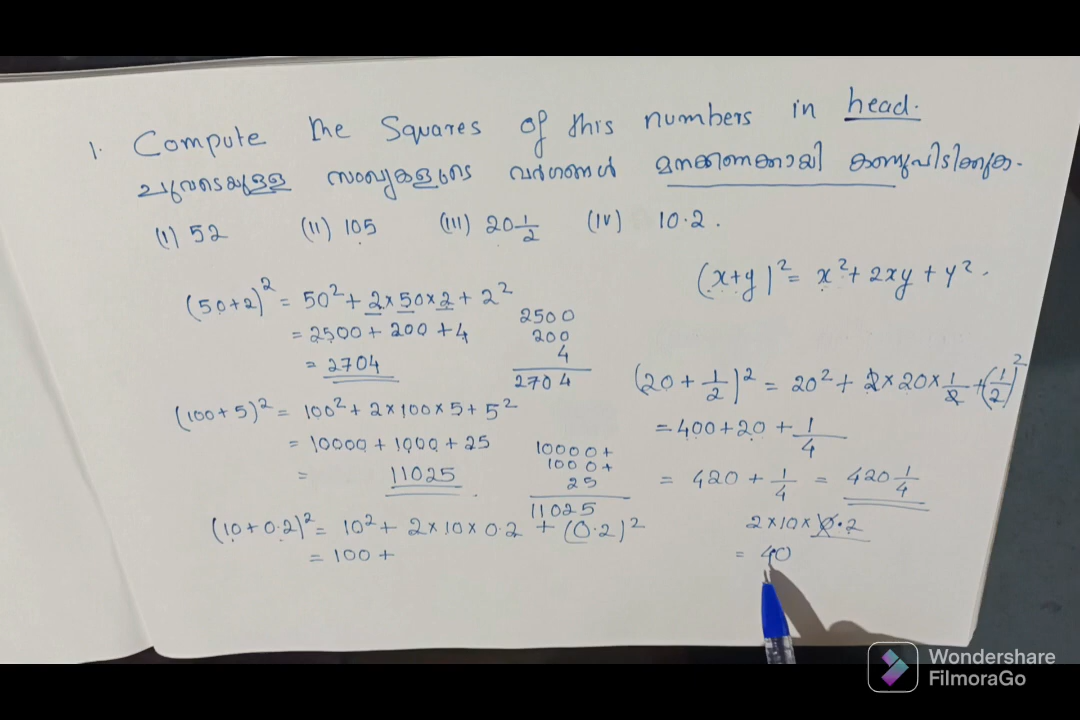 1. Compute the Squares of this numbers in head.
ചുവടെയുള്ള സംഖ്യകളുടെ വർഗങ്ങൾ മനക്കണക്കായി കണ്ടുപിടിക്കുക.
(I) 52 (II) 105 (III) 20 1/2 (IV) 10.2.
(x+y)² = x² + 2xy + y².
(50+2)² = 50² + 2×50×2 + 2²
= 2500 + 200 + 4
= 2704
2500
200
4
2704
(100+5)² = 100² + 2×100×5 + 5²
= 10000 + 1000 + 25
= 11025
10000+
1000+
25
11025
(20 + 1/2)² = 20² + 2×20×1/2 + (1/2)²
= 400 + 20 + 1/4
= 420 + 1/4 = 420 1/4
(10+0.2)² = 10² + 2×10×0.2 + (0.2)²
= 100 +
2×10×0.2
= 40
Wondershare
FilmoraGo